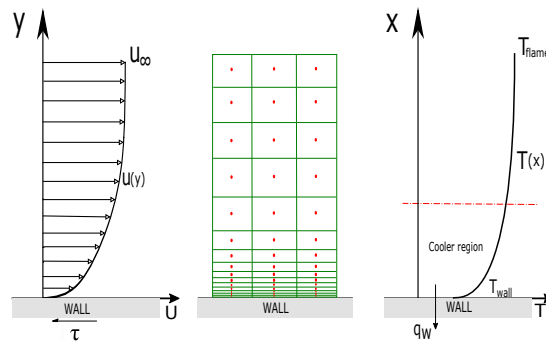 y
u∞
u(y)
WALL
U
τ
WALL
x
Tflame
T(x)
Cooler region
Twall
WALL
T
qw